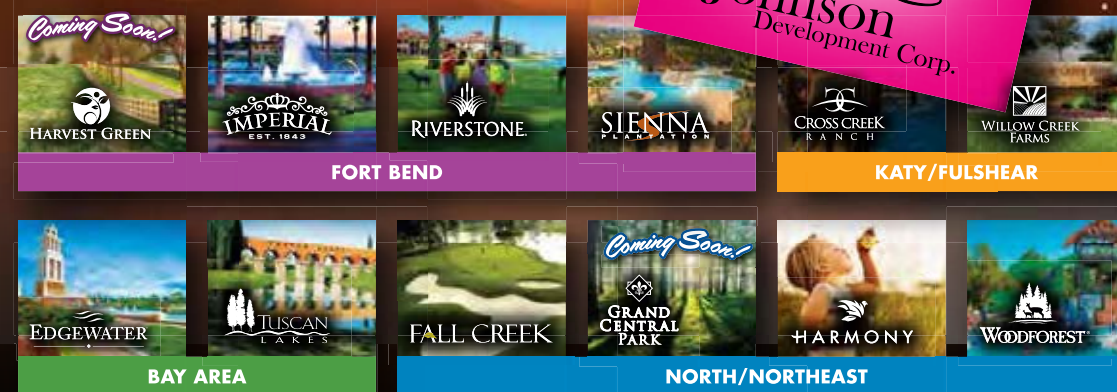 Johnson
Development Corp.
Coming Soon!
HARVEST GREEN
IMPERIAL
EST. 1843
RIVERSTONE
SIENNA
PLANTATION
CROSS CREEK
RANCH
WILLOW CREEK
FARMS
FORT BEND
KATY/FULSHEAR
EDGEWATER
TUSCAN
LAKES
FALL CREEK
Coming Soon!
GRAND
CENTRAL
PARK
HARMONY
WOODFOREST
BAY AREA
NORTH/NORTHEAST